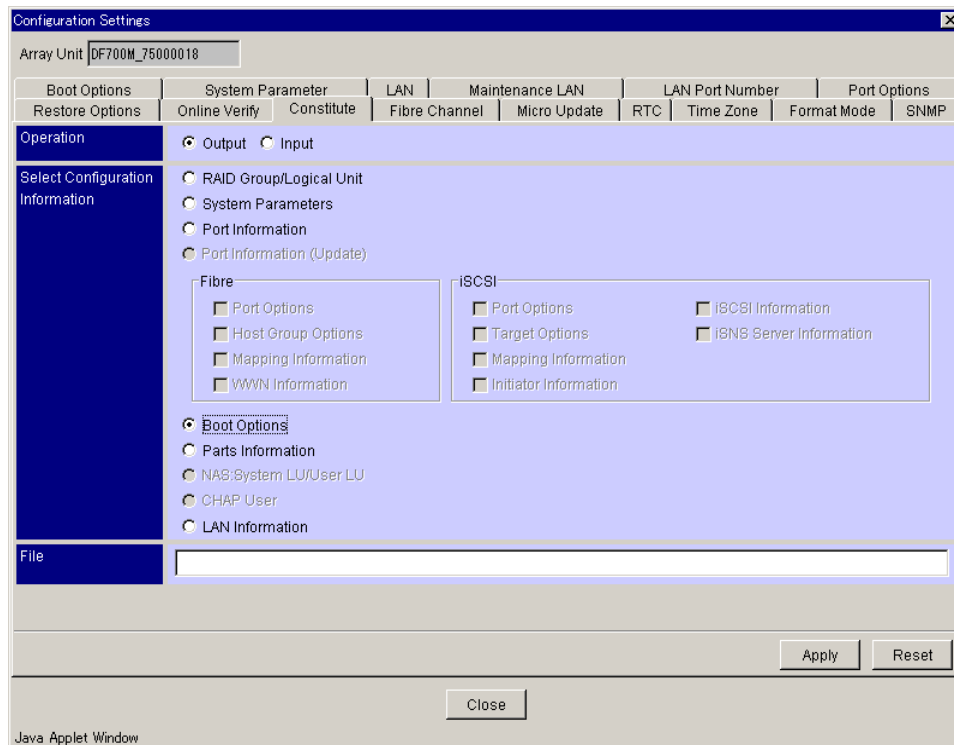 Configuration Settings
Array Unit DF700M_75000018
Boot Options System Parameter LAN Maintenance LAN LAN Port Number Port Options
Restore Options Online Verify Constitute Fibre Channel Micro Update RTC Time Zone Format Mode SNMP
Operation
Output Input
Select Configuration Information
RAID Group/Logical Unit
System Parameters
Port Information
Port Information (Update)
Fibre
Port Options
Host Group Options
Mapping Information
WWN Information
iSCSI
Port Options iSCSI Information
Target Options iSNS Server Information
Mapping Information
Initiator Information
Boot Options
Parts Information
NAS:System LU/User LU
CHAP User
LAN Information
File
Apply Reset
Close
Java Applet Window